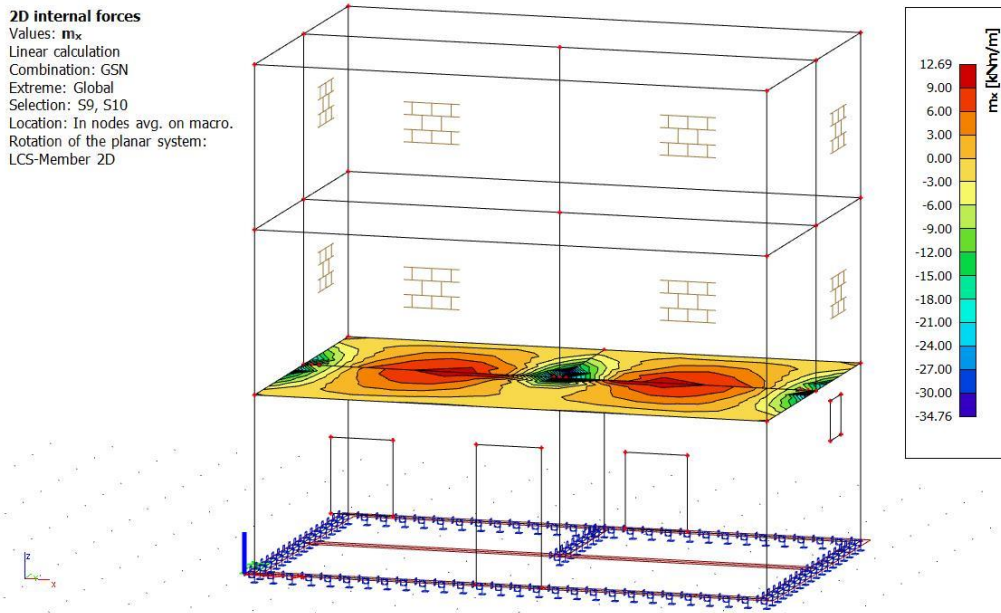 2D internal forces
Values: mₓ
Linear calculation
Combination: GSN
Extreme: Global
Selection: S9, S10
Location: In nodes avg. on macro.
Rotation of the planar system:
LCS-Member 2D
mₓ [kNm/m]
12.69
9.00
6.00
3.00
0.00
-3.00
-6.00
-9.00
-12.00
-15.00
-18.00
-21.00
-24.00
-27.00
-30.00
-34.76
z
x